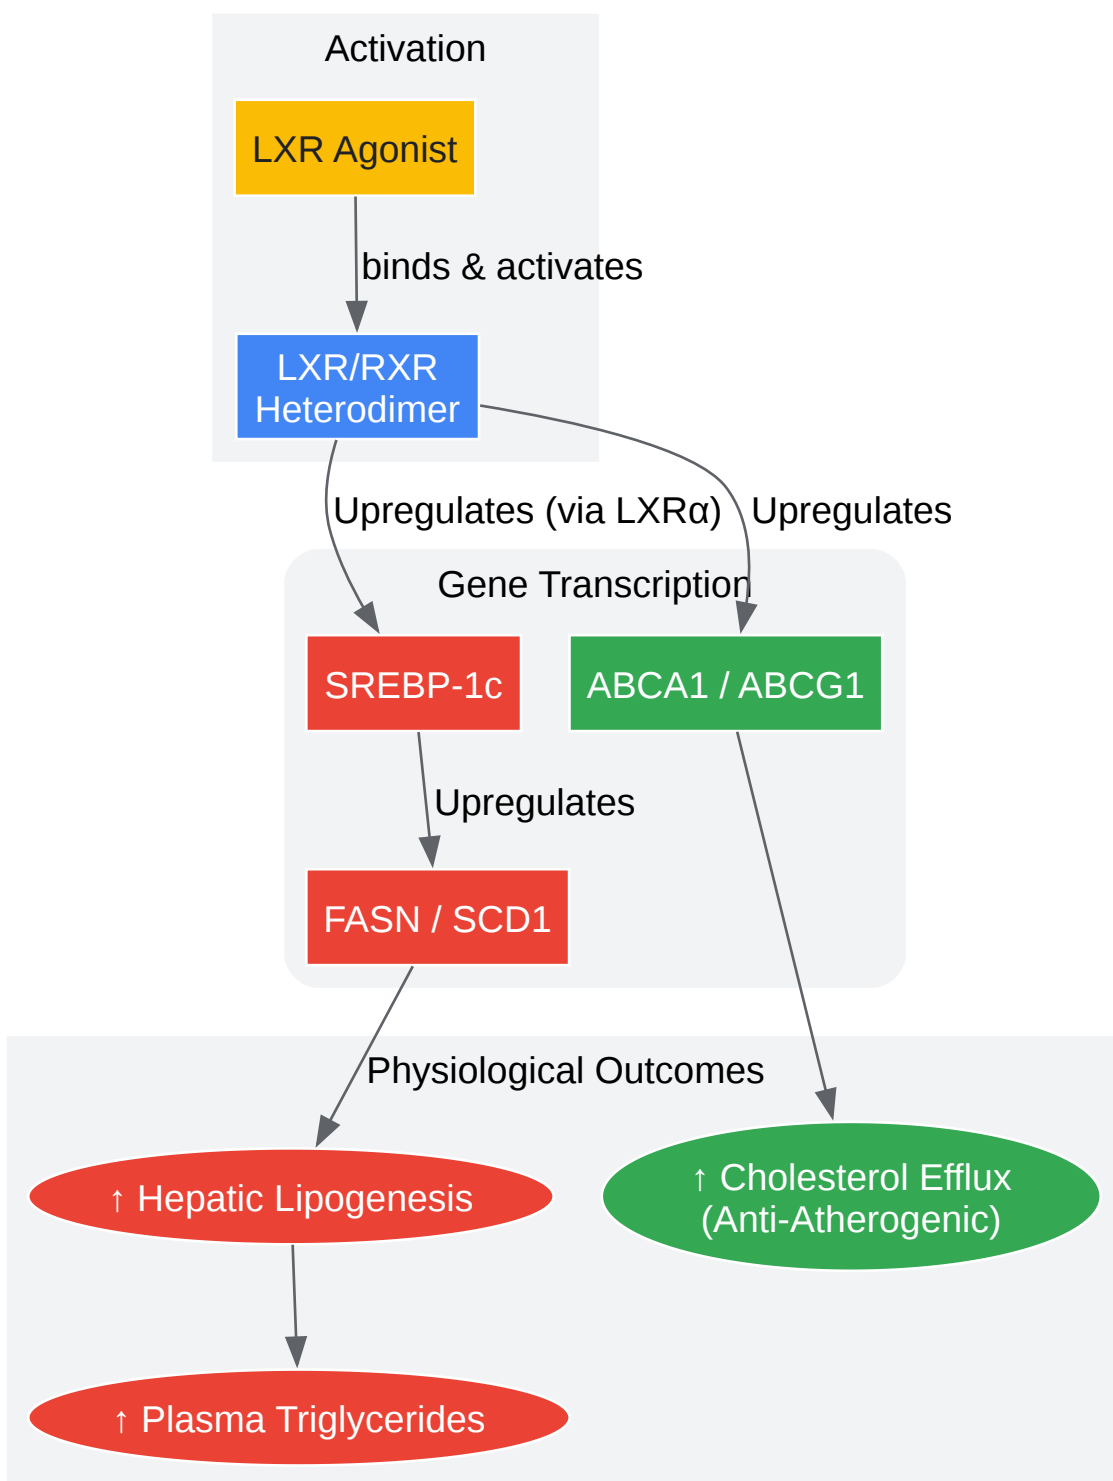 Activation
LXR Agonist
binds & activates
LXR/RXR
Heterodimer
Upregulates (via LXRα)
Upregulates
Gene Transcription
SREBP-1c
ABCA1 / ABCG1
Upregulates
FASN / SCD1
Physiological Outcomes
↑ Hepatic Lipogenesis
↑ Cholesterol Efflux
(Anti-Atherogenic)
↑ Plasma Triglycerides